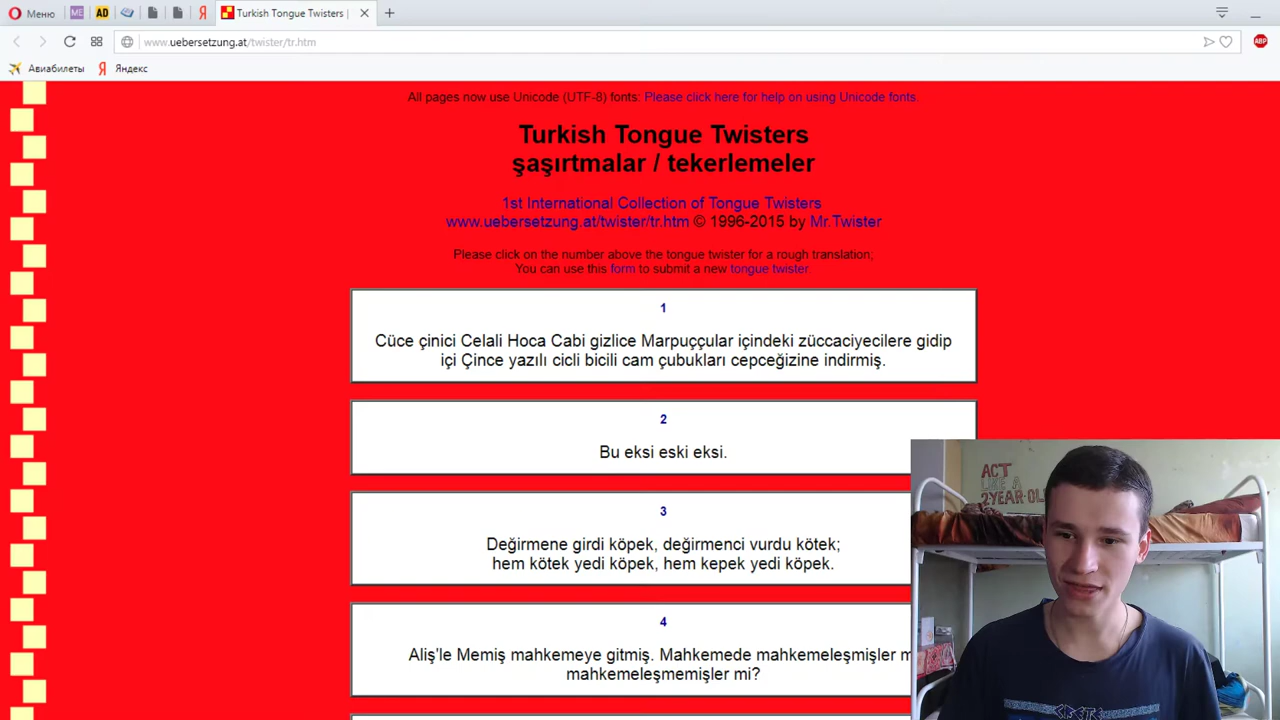 Меню
ME
AD
Я
Turkish Tongue Twisters |
www.uebersetzung.at/twister/tr.htm
ABP
Авиабилеты
Я Яндекс
All pages now use Unicode (UTF-8) fonts: Please click here for help on using Unicode fonts.
Turkish Tongue Twisters
şaşırtmalar / tekerlemeler
1st International Collection of Tongue Twisters
www.uebersetzung.at/twister/tr.htm © 1996-2015 by Mr.Twister
Please click on the number above the tongue twister for a rough translation;
You can use this form to submit a new tongue twister.
1
Cüce çinici Celali Hoca Cabi gizlice Marpuççular içindeki züccaciyecilere gidip
içi Çince yazılı cicli bicili cam çubukları cepceğizine indirmiş.
2
Bu eksi eski eksi.
3
Değirmene girdi köpek, değirmenci vurdu kötek;
hem kötek yedi köpek, hem kepek yedi köpek.
4
Aliş'le Memiş mahkemeye gitmiş. Mahkemede mahkemeleşmişler m
mahkemeleşmemişler mi?
ACT
LIKE A
2YEAR-OLD